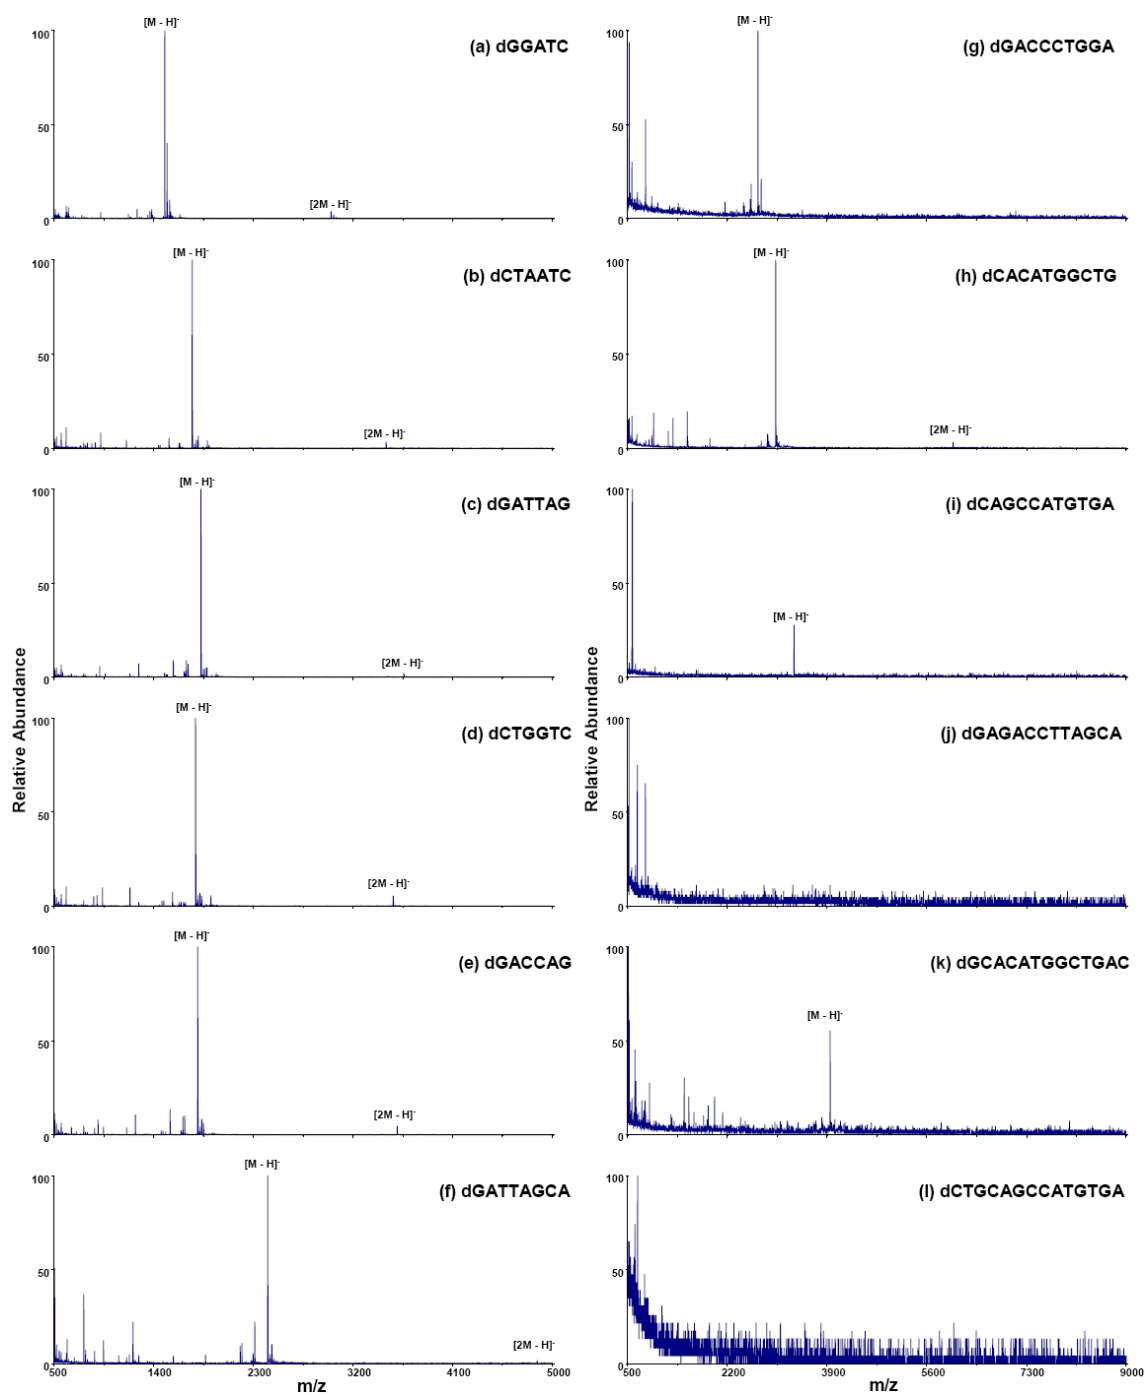 [M - H]-
(a) dGGATC
100
50
0
[2M - H]-
[M - H]-
(b) dCTAATC
100
50
0
[2M - H]-
[M - H]-
(c) dGATTAG
100
50
0
[2M - H]-
[M - H]-
(d) dCTGGTC
100
50
0
[2M - H]-
[M - H]-
(e) dGACCAG
100
50
0
[2M - H]-
[M - H]-
(f) dGATTAGCA
100
50
0
[2M - H]-
500 1400 2300 3200 4100 5000
m/z
Relative Abundance
[M - H]-
(g) dGACCCTGGA
100
50
0
[M - H]-
(h) dCACATGGCTG
100
50
0
[2M - H]-
(i) dCAGCCATGTGA
100
50
0
[M - H]-
(j) dGAGACCTTAGCA
100
50
0
(k) dGCACATGGCTGAC
100
50
0
[M - H]-
(l) dCTGCAGCCATGTGA
100
50
0
500 2200 3900 5600 7300 9000
m/z
Relative Abundance